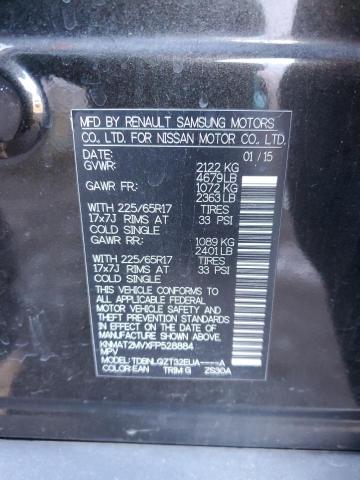 MFD BY RENAULT SAMSUNG MOTORS
CO., LTD. FOR NISSAN MOTOR CO., LTD.
DATE: 01/15
GVWR: 2122 KG
4679 LB
GAWR FR: 1072 KG
2363 LB
WITH 225/65R17 TIRES
17x7J RIMS AT 33 PSI
COLD SINGLE
GAWR RR: 1089 KG
2401 LB
WITH 225/65R17 TIRES
17x7J RIMS AT 33 PSI
COLD SINGLE
THIS VEHICLE CONFORMS TO ALL
APPLICABLE FEDERAL MOTOR
VEHICLE SAFETY, BUMPER, AND
THEFT PREVENTION STANDARDS
IN EFFECT ON THE DATE OF
MANUFACTURE SHOWN ABOVE.
KNMAT2MVXFP528884
MPV
TDBNLGZT32EUA----A
COLOR:EAN TRIM G ZS30A